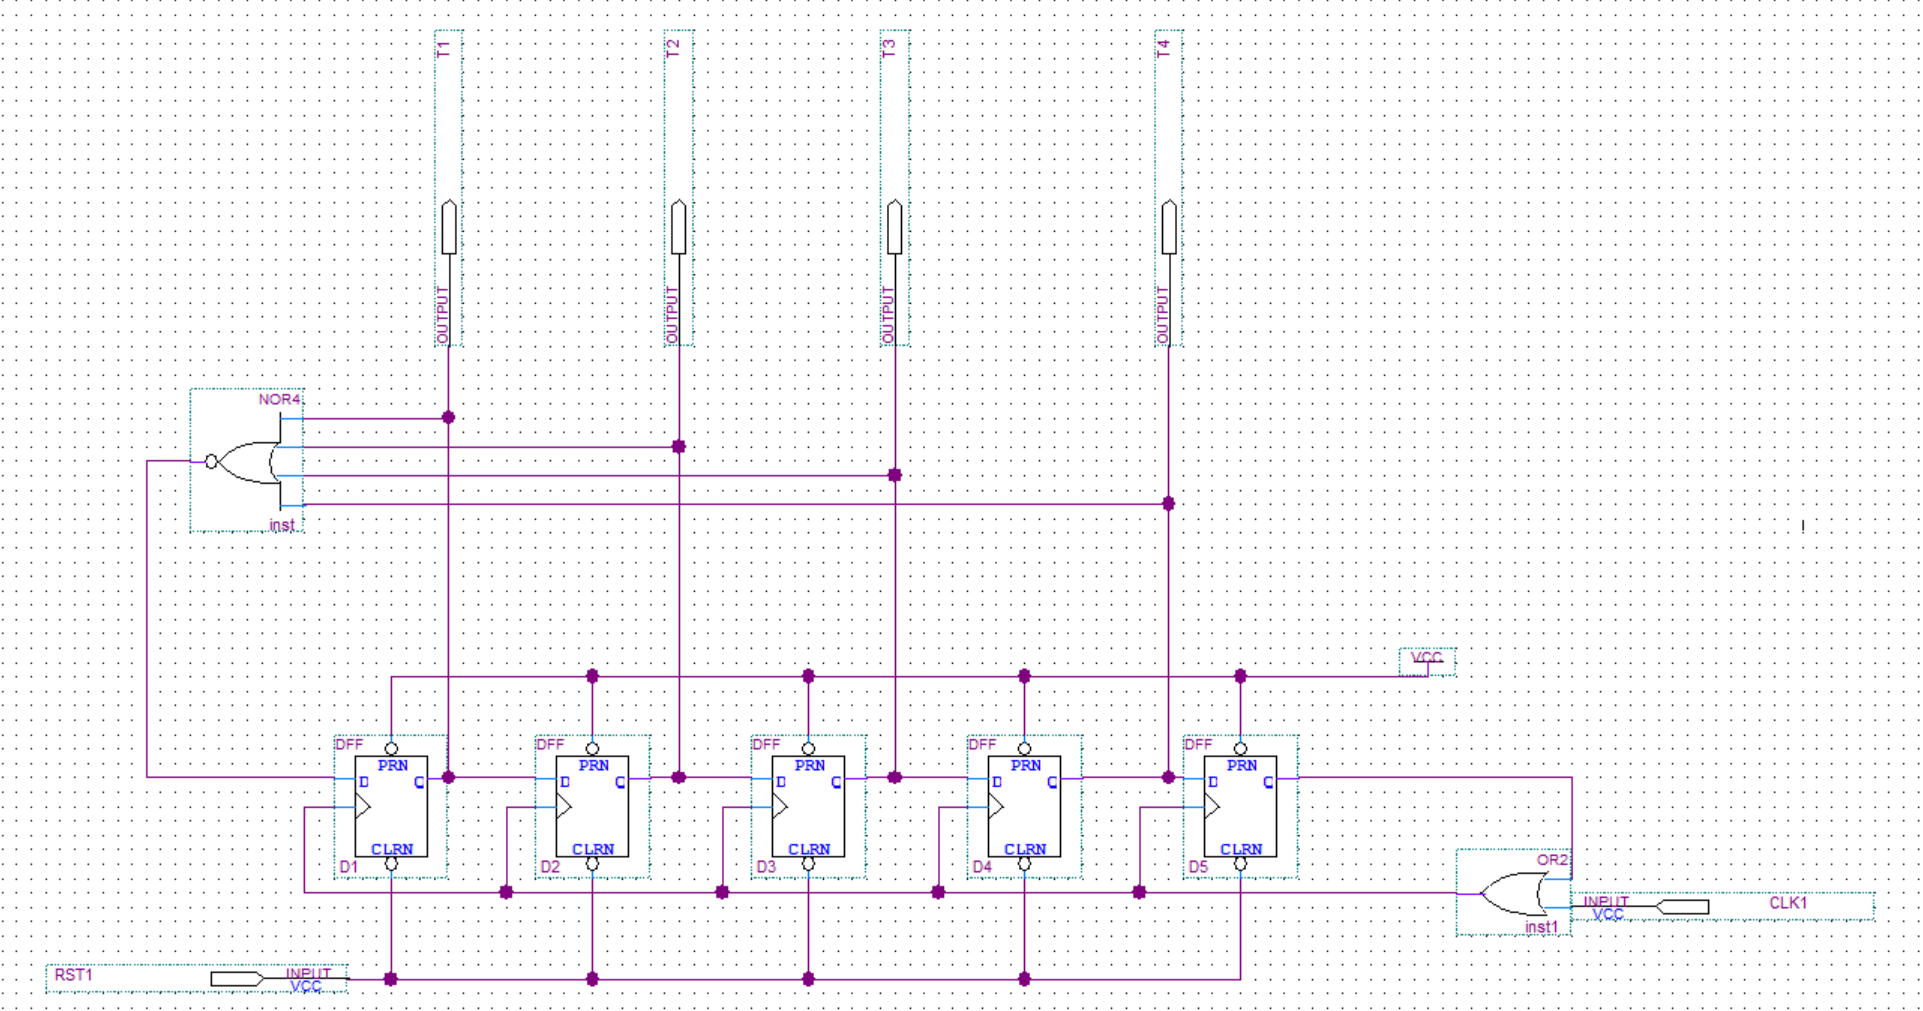 T1
T2
T3
T4
OUTPUT
OUTPUT
OUTPUT
OUTPUT
NOR4
inst
VCC
DFF
PRN
D
Q
CLRN
D1
DFF
PRN
D
Q
CLRN
D2
DFF
PRN
D
Q
CLRN
D3
DFF
PRN
D
Q
CLRN
D4
DFF
PRN
D
Q
CLRN
D5
OR2
inst1
INPUT
VCC
CLK1
RST1
INPUT
VCC